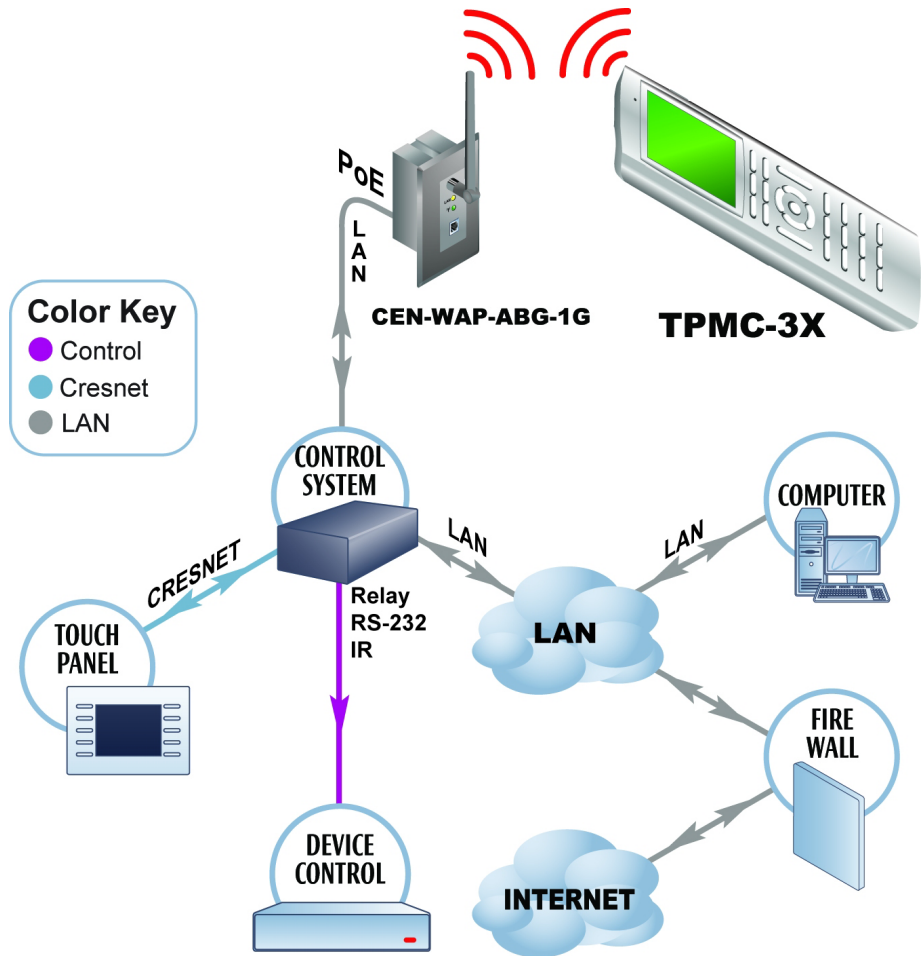 PoE
LAN
CEN-WAP-ABG-1G
TPMC-3X
Color Key
Control
Cresnet
LAN
CONTROL
SYSTEM
LAN
LAN
COMPUTER
CRESNET
Relay
RS-232
IR
LAN
TOUCH
PANEL
FIRE
WALL
DEVICE
CONTROL
INTERNET